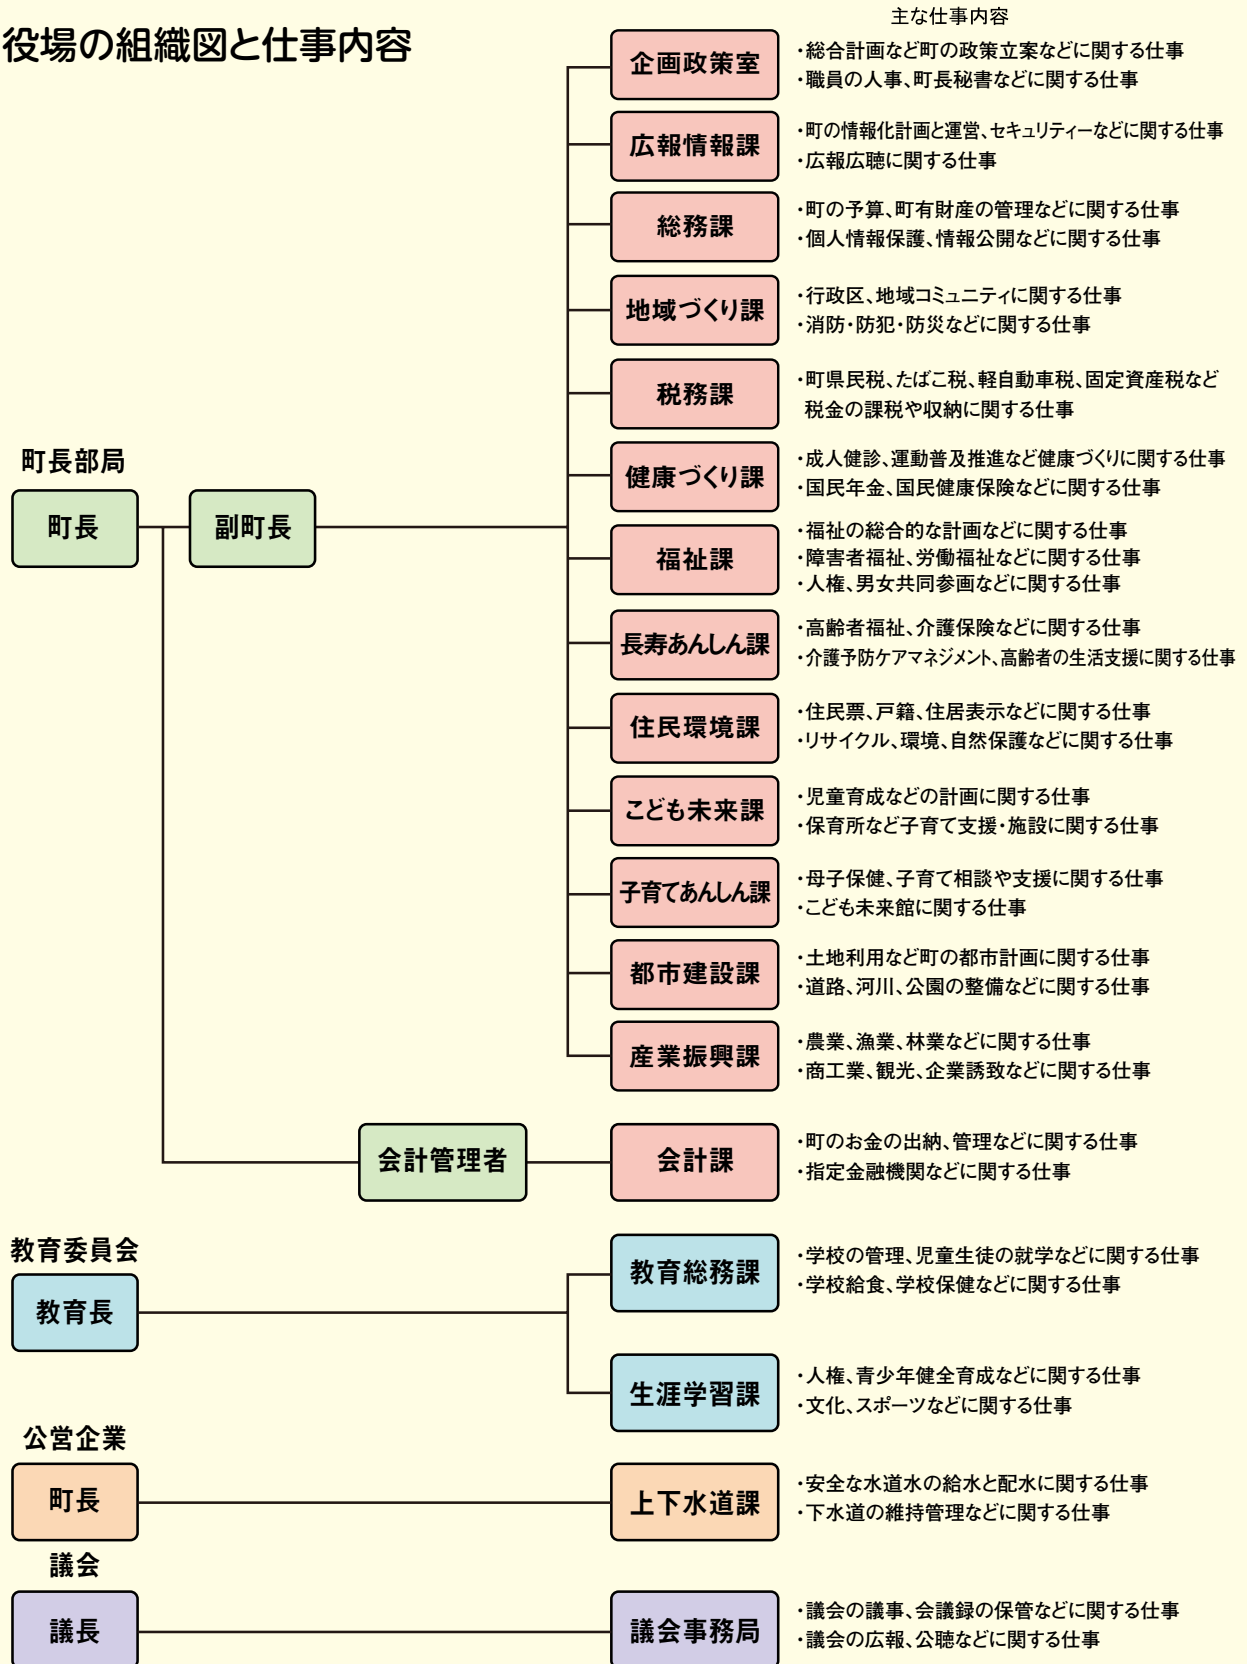 役場の組織図と仕事内容
主な仕事内容
企画政策室
・総合計画など町の政策立案などに関する仕事
・職員の人事、町長秘書などに関する仕事
広報情報課
・町の情報化計画と運営、セキュリティーなどに関する仕事
・広報広聴に関する仕事
総務課
・町の予算、町有財産の管理などに関する仕事
・個人情報保護、情報公開などに関する仕事
地域づくり課
・行政区、地域コミュニティに関する仕事
・消防・防犯・防災などに関する仕事
税務課
・町県民税、たばこ税、軽自動車税、固定資産税など
税金の課税や収納に関する仕事
町長部局
町長
副町長
健康づくり課
・成人健診、運動普及推進など健康づくりに関する仕事
・国民年金、国民健康保険などに関する仕事
福祉課
・福祉の総合的な計画などに関する仕事
・障害者福祉、労働福祉などに関する仕事
・人権、男女共同参画などに関する仕事
長寿あんしん課
・高齢者福祉、介護保険などに関する仕事
・介護予防ケアマネジメント、高齢者の生活支援に関する仕事
住民環境課
・住民票、戸籍、住居表示などに関する仕事
・リサイクル、環境、自然保護などに関する仕事
こども未来課
・児童育成などの計画に関する仕事
・保育所など子育て支援・施設に関する仕事
子育てあんしん課
・母子保健、子育て相談や支援に関する仕事
・こども未来館に関する仕事
都市建設課
・土地利用など町の都市計画に関する仕事
・道路、河川、公園の整備などに関する仕事
産業振興課
・農業、漁業、林業などに関する仕事
・商工業、観光、企業誘致などに関する仕事
会計管理者
会計課
・町のお金の出納、管理などに関する仕事
・指定金融機関などに関する仕事
教育委員会
教育長
教育総務課
・学校の管理、児童生徒の就学などに関する仕事
・学校給食、学校保健などに関する仕事
生涯学習課
・人権、青少年健全育成などに関する仕事
・文化、スポーツなどに関する仕事
公営企業
町長
上下水道課
・安全な水道水の給水と配水に関する仕事
・下水道の維持管理などに関する仕事
議会
議長
議会事務局
・議会の議事、会議録の保管などに関する仕事
・議会の広報、公聴などに関する仕事